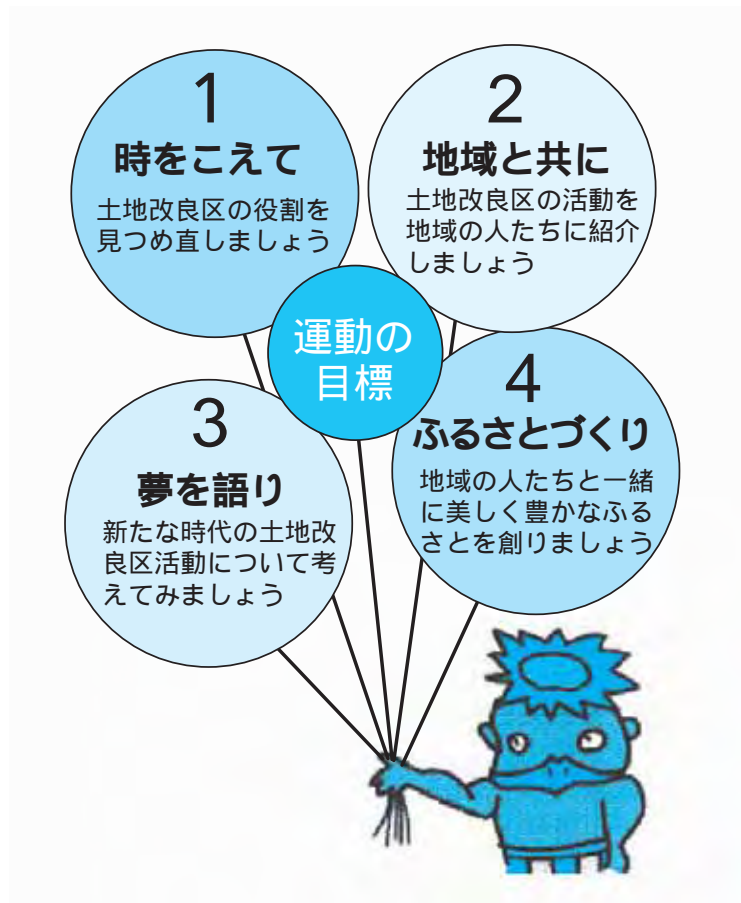 1
時をこえて
土地改良区の役割を
見つめ直しましょう
2
地域と共に
土地改良区の活動を
地域の人たちに紹介
しましょう
運動の
目標
3
夢を語り
新たな時代の土地改
良区活動について考
えてみましょう
4
ふるさとづくり
地域の人たちと一緒
に美しく豊かなふる
さとを創りましょう